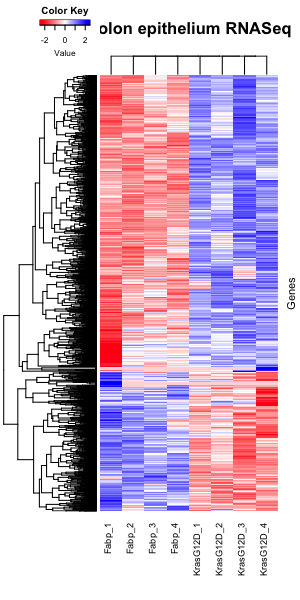 Color Key
-2 0 2
Value
olon epithelium RNASeq
Genes
Fabp_1
Fabp_2
Fabp_3
Fabp_4
KrasG12D_1
KrasG12D_2
KrasG12D_3
KrasG12D_4